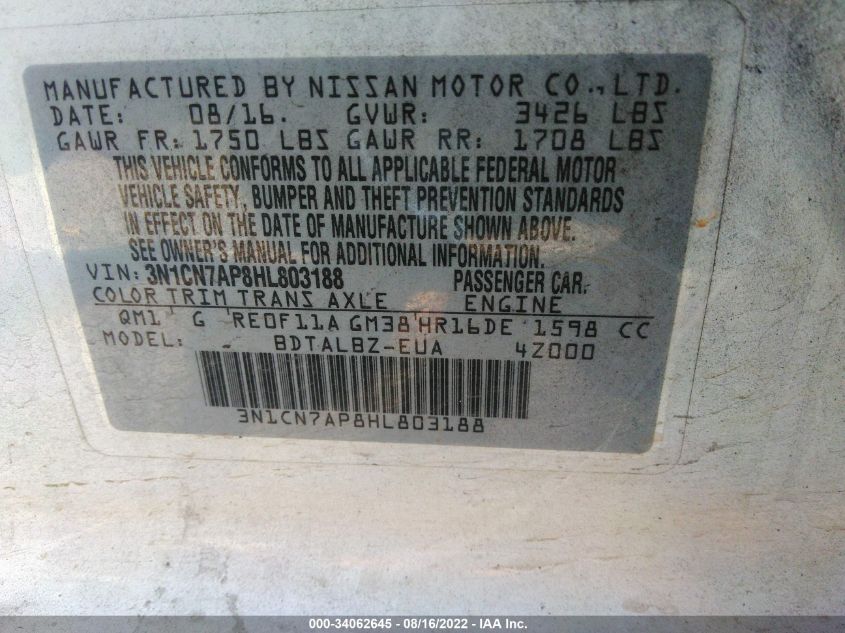 MANUFACTURED BY NISSAN MOTOR CO., LTD.
DATE: 08/16. GVWR: 3426 LBS
GAWR FR: 1750 LBS GAWR RR: 1708 LBS
THIS VEHICLE CONFORMS TO ALL APPLICABLE FEDERAL MOTOR
VEHICLE SAFETY, BUMPER AND THEFT PREVENTION STANDARDS
IN EFFECT ON THE DATE OF MANUFACTURE SHOWN ABOVE.
SEE OWNER'S MANUAL FOR ADDITIONAL INFORMATION.
VIN: 3N1CN7AP8HL803188 PASSENGER CAR.
COLOR TRIM TRANS AXLE ENGINE
QM1 G RE0F11A GM38 HR16DE 1598 CC
MODEL: BDTALBZ-EUA 4Z000
3N1CN7AP8HL803188
000-34062645 - 08/16/2022 - IAA Inc.